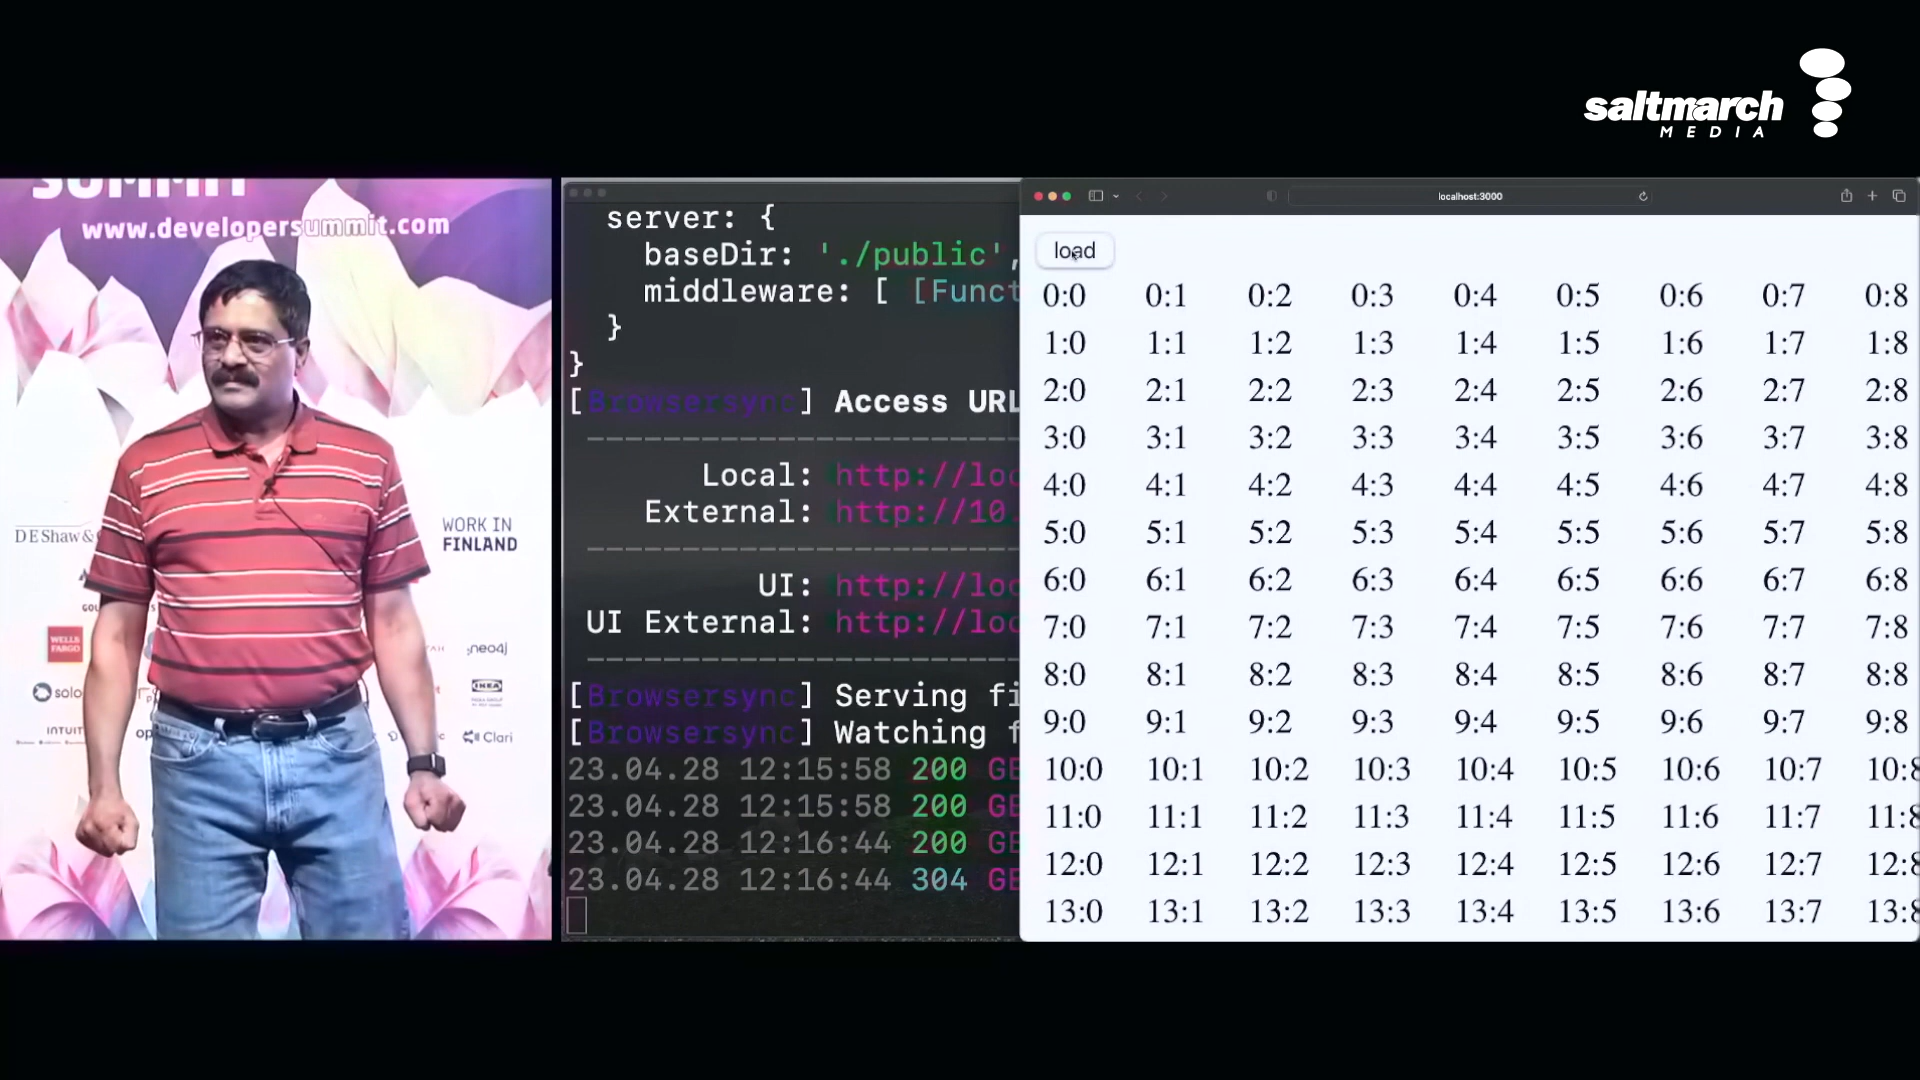 saltmarch
MEDIA
SUMMIT
www.developersummit.com
DEShaw&
WORK IN
FINLAND
WELLS
FARGO
neo4j
solo
IKEA
INTUIT
Clari
server: {
baseDir: './public',
middleware: [ [Funct
}
}
[Browsersync] Access URL
Local: http://loc
External: http://10.
UI: http://loc
UI External: http://loc
[Browsersync] Serving fi
[Browsersync] Watching f
23.04.28 12:15:58 200 GE
23.04.28 12:15:58 200 GE
23.04.28 12:16:44 200 GE
23.04.28 12:16:44 304 GE
localhost:3000
load
0:0 0:1 0:2 0:3 0:4 0:5 0:6 0:7 0:8
1:0 1:1 1:2 1:3 1:4 1:5 1:6 1:7 1:8
2:0 2:1 2:2 2:3 2:4 2:5 2:6 2:7 2:8
3:0 3:1 3:2 3:3 3:4 3:5 3:6 3:7 3:8
4:0 4:1 4:2 4:3 4:4 4:5 4:6 4:7 4:8
5:0 5:1 5:2 5:3 5:4 5:5 5:6 5:7 5:8
6:0 6:1 6:2 6:3 6:4 6:5 6:6 6:7 6:8
7:0 7:1 7:2 7:3 7:4 7:5 7:6 7:7 7:8
8:0 8:1 8:2 8:3 8:4 8:5 8:6 8:7 8:8
9:0 9:1 9:2 9:3 9:4 9:5 9:6 9:7 9:8
10:0 10:1 10:2 10:3 10:4 10:5 10:6 10:7 10:8
11:0 11:1 11:2 11:3 11:4 11:5 11:6 11:7 11:8
12:0 12:1 12:2 12:3 12:4 12:5 12:6 12:7 12:8
13:0 13:1 13:2 13:3 13:4 13:5 13:6 13:7 13:8